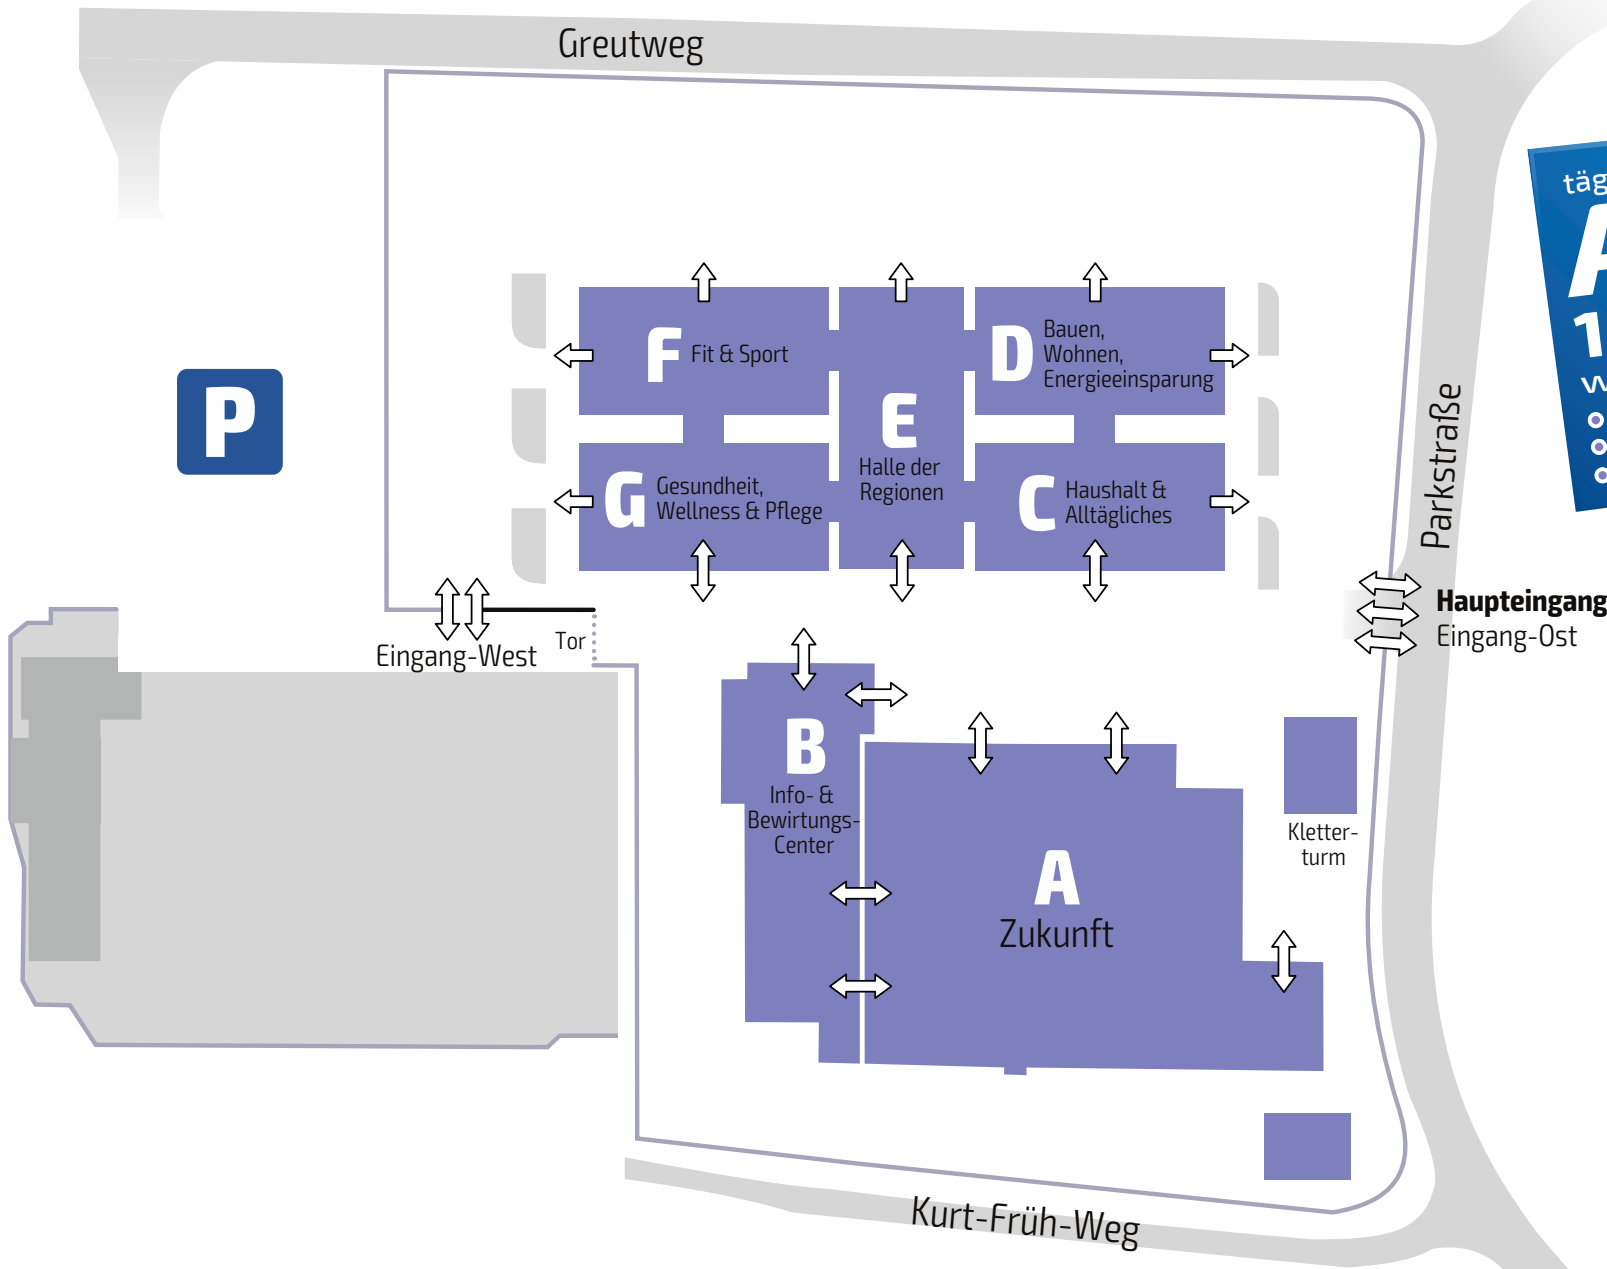 Greutweg
täg
A
1
P
F
Fit & Sport
D
Bauen,
Wohnen,
Energieeinsparung
E
Halle der
Regionen
G
Gesundheit,
Wellness & Pflege
C
Haushalt &
Alltägliches
Parkstraße
Haupteingang
Eingang-Ost
Eingang-West
Tor
B
Info- &
Bewirtungs-
Center
A
Zukunft
Kletter-
turm
Kurt-Früh-Weg